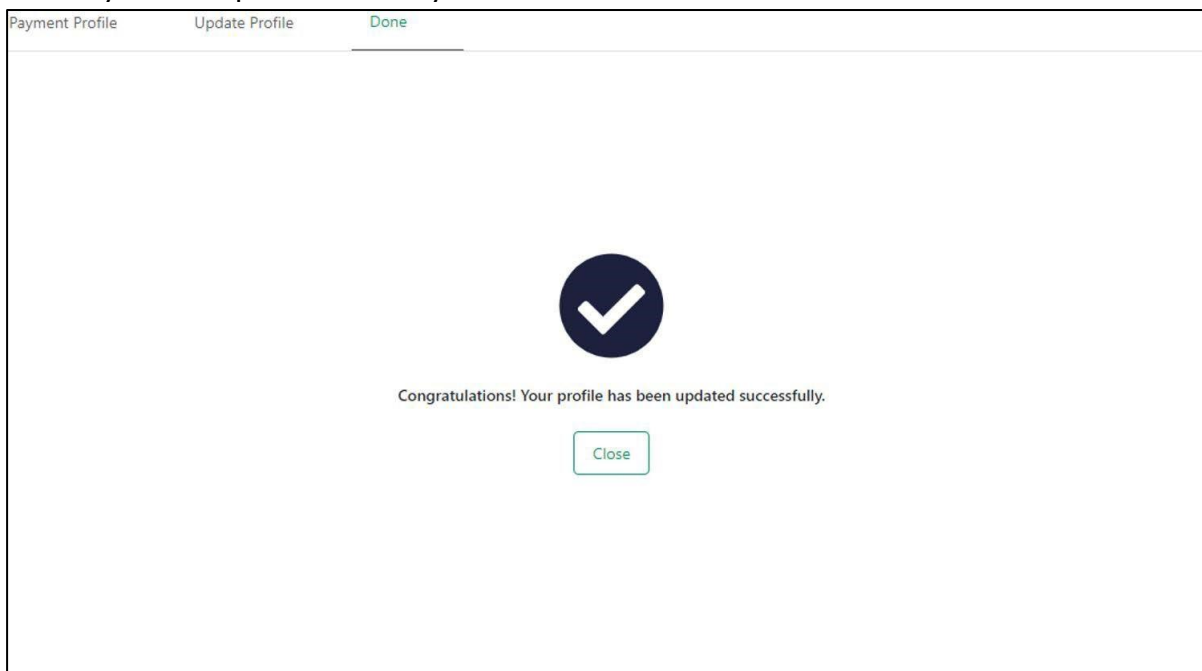 Payment Profile Update Profile Done
Congratulations! Your profile has been updated successfully.
Close